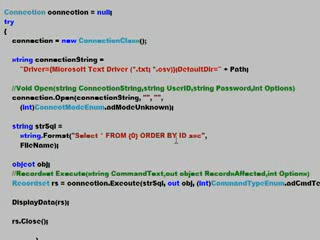 Connection connection = null;
try
{
connection = new ConnectionClass();
string connectionString =
"Driver={Microsoft Text Driver (*.txt; *.csv)};DefaultDir=" + Path;
//Void Open(string ConnectionString,string UserID,string Password,int Options)
connection.Open(connectionString, "", "",
(int)ConnectModeEnum.adModeUnknown);
string strSql =
string.Format("Select * FROM {0} ORDER BY ID asc",
FileName);
object obj;
//Recordset Execute(string CommandText,out object RecordsAffected,int Options)
Recordset rs = connection.Execute(strSql, out obj, (int)CommandTypeEnum.adCmdTe
DisplayData(rs);
rs.Close();